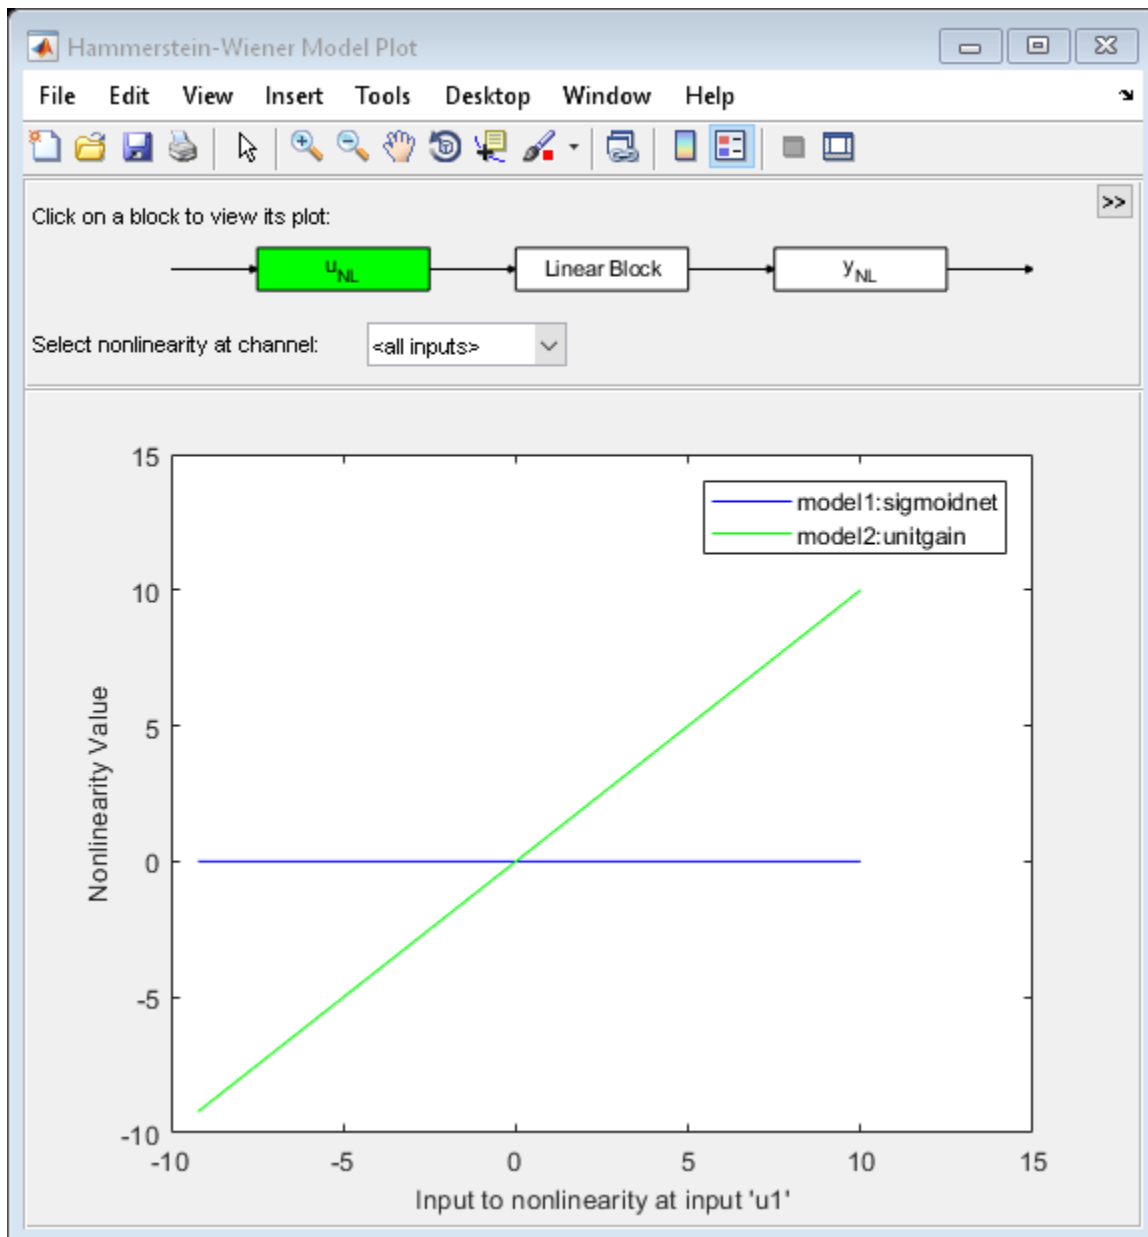 Hammerstein-Wiener Model Plot
File Edit View Insert Tools Desktop Window Help
>>
Click on a block to view its plot:
uNL Linear Block yNL
Select nonlinearity at channel: <all inputs>
15
model1:sigmoidnet
model2:unitgain
10
5
Nonlinearity Value
0
-5
-10
-10 -5 0 5 10 15
Input to nonlinearity at input 'u1'